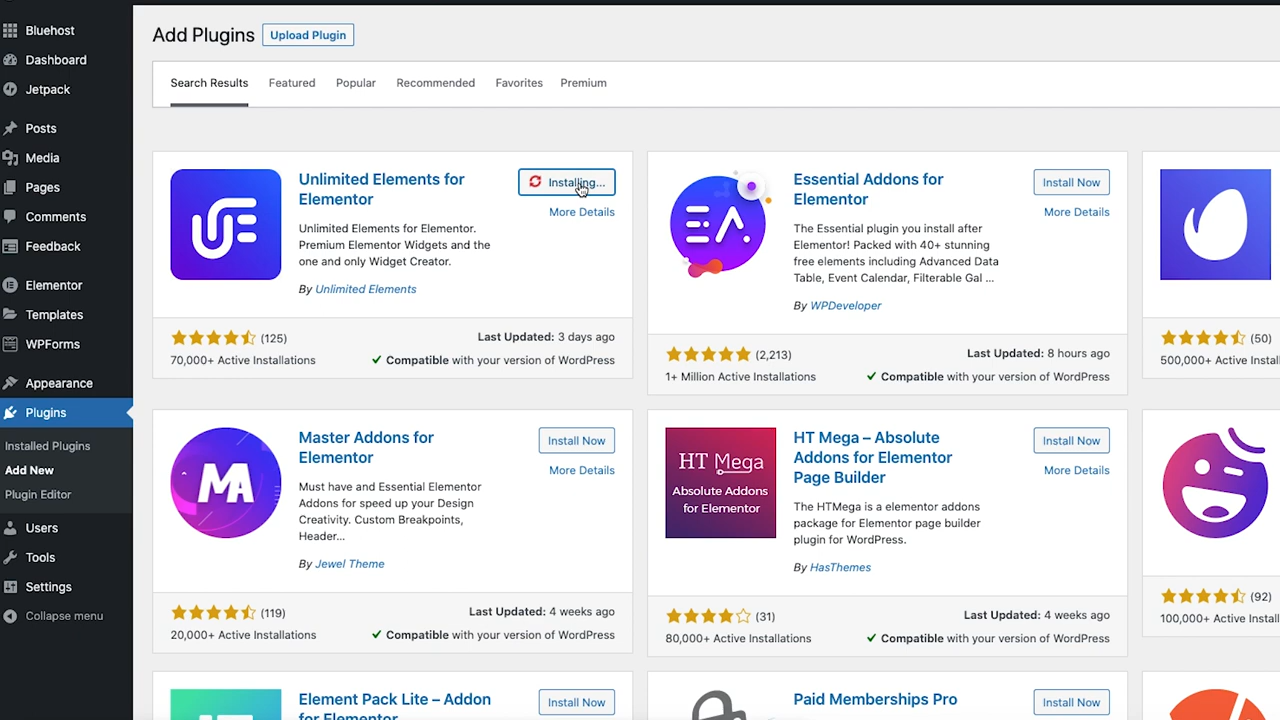 Bluehost
Dashboard
Jetpack
Posts
Media
Pages
Comments
Feedback
Elementor
Templates
WPForms
Appearance
Plugins
Installed Plugins
Add New
Plugin Editor
Users
Tools
Settings
Collapse menu
Add Plugins
Upload Plugin
Search Results Featured Popular Recommended Favorites Premium
Unlimited Elements for
Elementor
Installing...
More Details
Unlimited Elements for Elementor.
Premium Elementor Widgets and the
one and only Widget Creator.
By Unlimited Elements
(125)
Last Updated: 3 days ago
70,000+ Active Installations
Compatible with your version of WordPress
Essential Addons for
Elementor
Install Now
More Details
The Essential plugin you install after
Elementor! Packed with 40+ stunning
free elements including Advanced Data
Table, Event Calendar, Filterable Gal ...
By WPDeveloper
(2,213)
Last Updated: 8 hours ago
1+ Million Active Installations
Compatible with your version of WordPress
(50)
500,000+ Active
MA
Master Addons for
Elementor
Install Now
More Details
Must have and Essential Elementor
Addons for speed up your Design
Creativity. Custom Breakpoints,
Header...
By Jewel Theme
(119)
Last Updated: 4 weeks ago
20,000+ Active Installations
Compatible with your version of WordPress
HT Mega
Absolute Addons
for Elementor
HT Mega – Absolute
Addons for Elementor
Page Builder
Install Now
More Details
The HTMega is a elementor addons
package for Elementor page builder
plugin for WordPress.
By HasThemes
(31)
Last Updated: 4 weeks ago
80,000+ Active Installations
Compatible with your version of WordPress
(92)
100,000+ Active
Element Pack Lite – Addon
for Elementor
Install Now
Paid Memberships Pro
Install Now